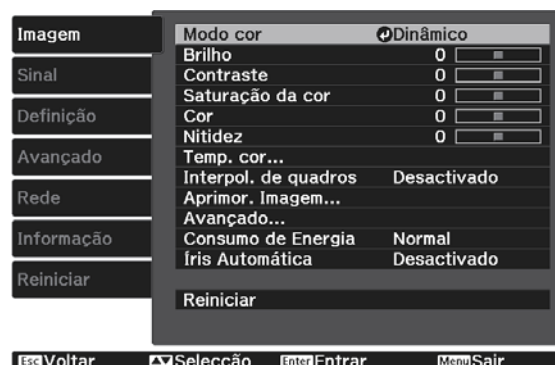 Imagem
Sinal
Definição
Avançado
Rede
Informação
Reiniciar
Modo cor Dinâmico
Brilho 0
Contraste 0
Saturação da cor 0
Cor 0
Nitidez 0
Temp. cor...
Interpol. de quadros Desactivado
Aprimor. Imagem...
Avançado...
Consumo de Energia Normal
Íris Automática Desactivado
Reiniciar
Esc Voltar Selecção Enter Entrar Menu Sair